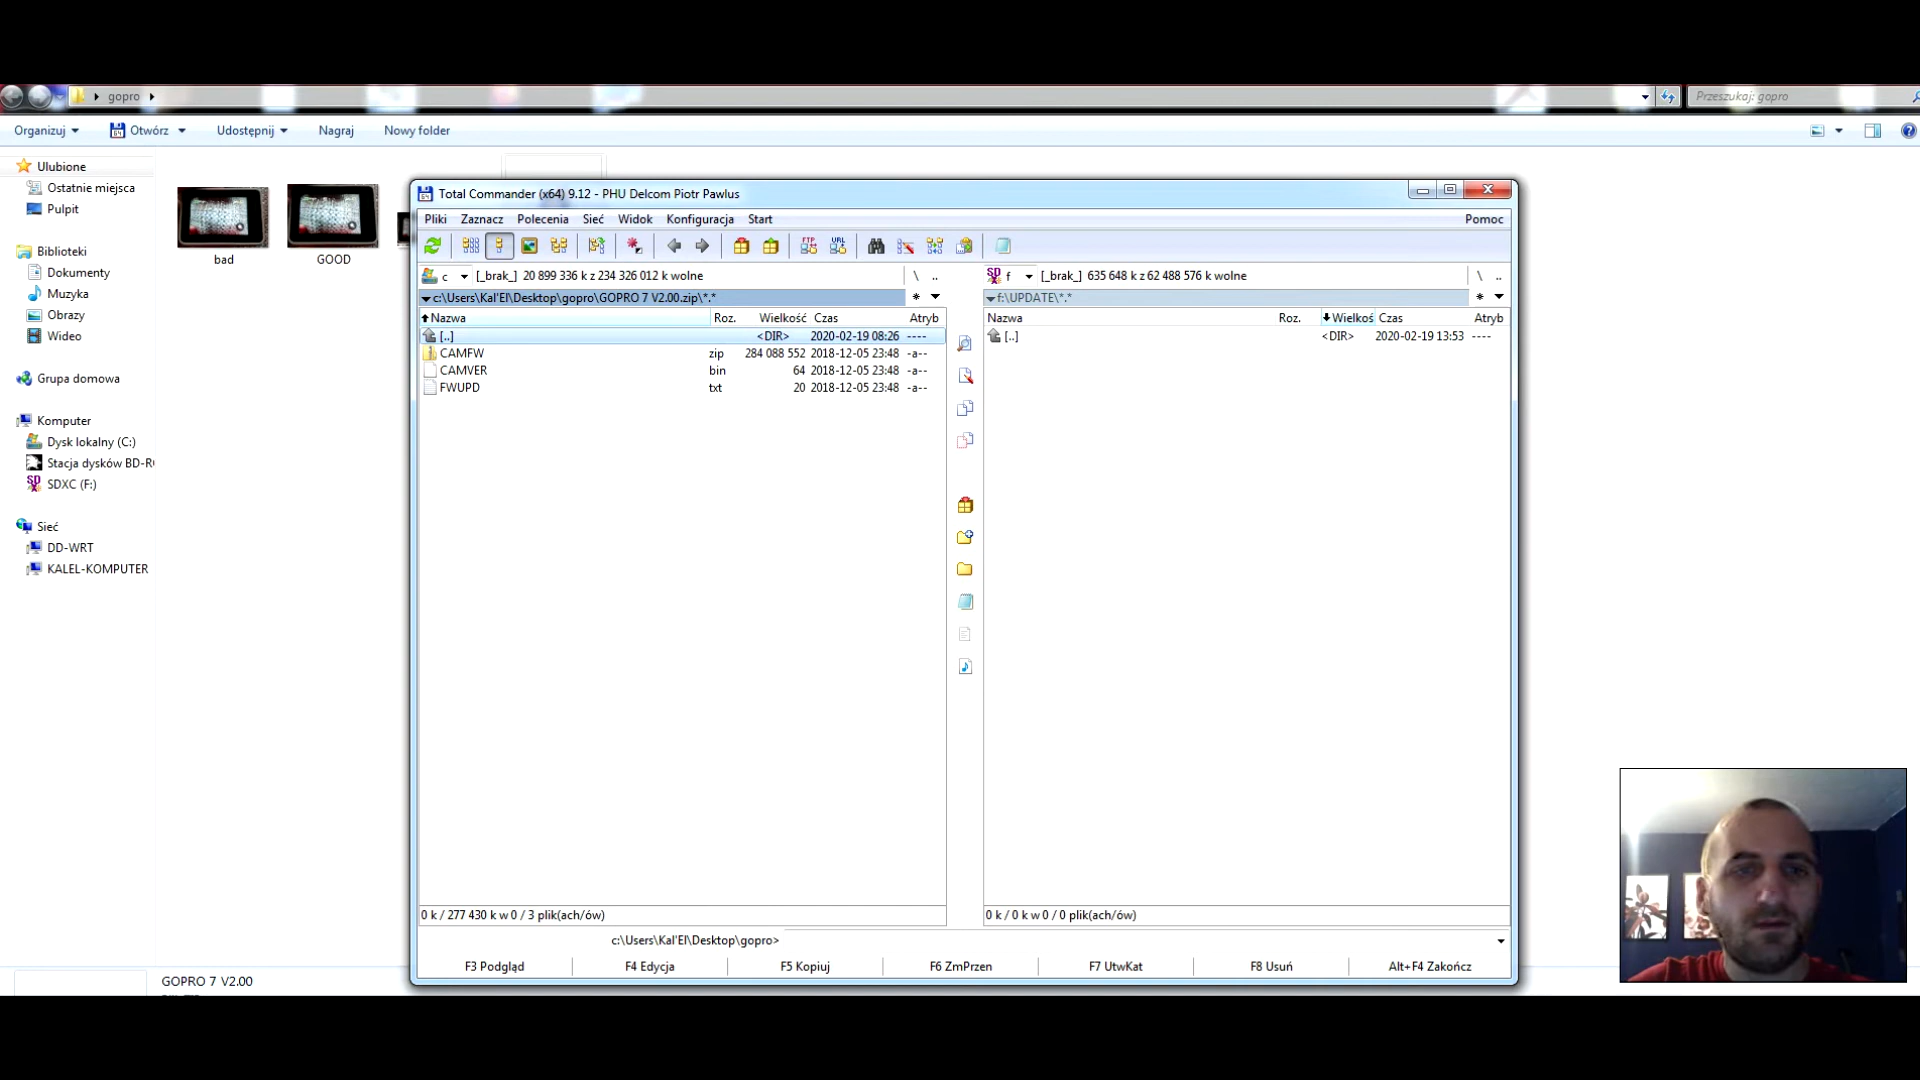 gopro
Przeszukaj: gopro
Organizuj Otwórz Udostępnij Nagraj Nowy folder
Ulubione
Ostatnie miejsca
Pulpit
Biblioteki
Dokumenty
Muzyka
Obrazy
Wideo
Grupa domowa
Komputer
Dysk lokalny (C:)
Stacja dysków BD-R
SDXC (F:)
Sieć
DD-WRT
KALEL-KOMPUTER
bad
GOOD
Total Commander (x64) 9.12 - PHU Delcom Piotr Pawlus
Pliki Zaznacz Polecenia Sieć Widok Konfiguracja Start Pomoc
FTP URL
c [_brak_] 20 899 336 k z 234 326 012 k wolne \ ..
c:\Users\Kal'El\Desktop\gopro\GOPRO 7 V2.00.zip\*.* *
Nazwa Roz. Wielkość Czas Atryb
[..] <DIR> 2020-02-19 08:26 ----
CAMFW zip 284 088 552 2018-12-05 23:48 -a--
CAMVER bin 64 2018-12-05 23:48 -a--
FWUPD txt 20 2018-12-05 23:48 -a--
0 k / 277 430 k w 0 / 3 plik(ach/ów)
f [_brak_] 635 648 k z 62 488 576 k wolne \ ..
f:\UPDATE\*.* *
Nazwa Roz. Wielkoś Czas Atryb
[..] <DIR> 2020-02-19 13:53 ----
0 k / 0 k w 0 / 0 plik(ach/ów)
c:\Users\Kal'El\Desktop\gopro>
F3 Podgląd F4 Edycja F5 Kopiuj F6 ZmPrzen F7 UtwKat F8 Usuń Alt+F4 Zakończ
GOPRO 7 V2.00